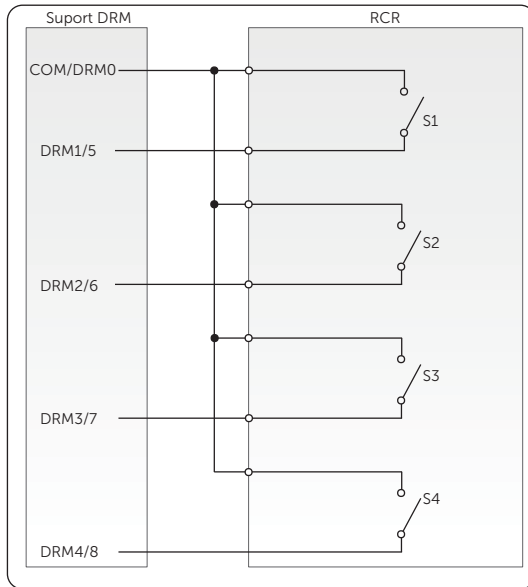 Suport DRM
RCR
COM/DRM0
S1
DRM1/5
S2
DRM2/6
S3
DRM3/7
S4
DRM4/8